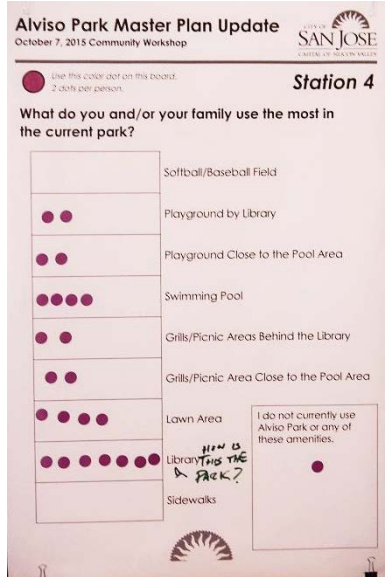 Alviso Park Master Plan Update
October 7, 2015 Community Workshop
CITY OF
SAN JOSE
CAPITAL OF SILICON VALLEY
Use this color dot on this board.
2 dots per person.
Station 4
What do you and/or your family use the most in
the current park?
Softball/Baseball Field
Playground by Library
Playground Close to the Pool Area
Swimming Pool
Grills/Picnic Areas Behind the Library
Grills/Picnic Area Close to the Pool Area
Lawn Area
I do not currently use
Alviso Park or any of
these amenities.
Library
HOW IS
THIS THE
PARK?
Sidewalks